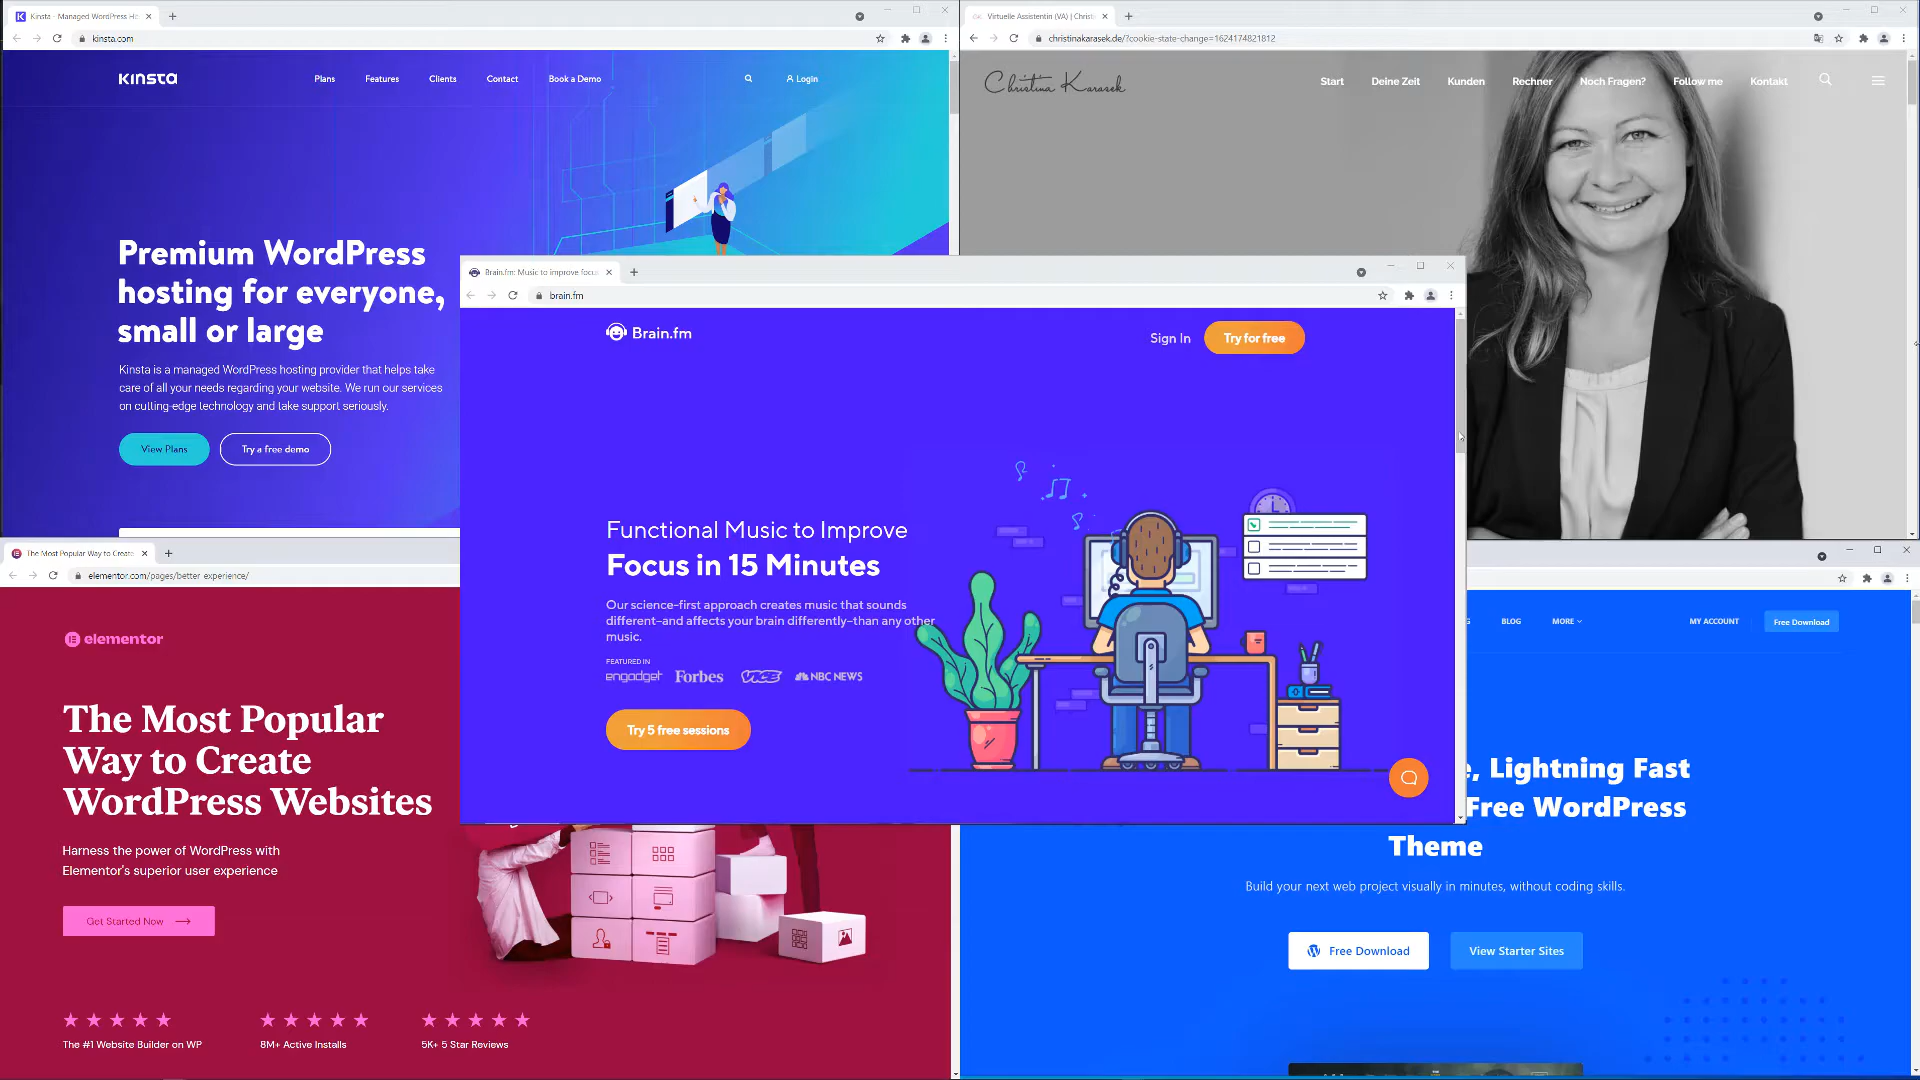 Kinsta - Managed WordPress Ho
kinsta.com
KINSTA
Plans
Features
Clients
Contact
Book a Demo
Login
Premium WordPress
hosting for everyone,
small or large
Kinsta is a managed WordPress hosting provider that helps take
care of all your needs regarding your website. We run our services
on cutting-edge technology and take support seriously.
View Plans
Try a free demo
Virtuelle Assistentin (VA) | Christi
christinakarasek.de/?cookie-state-change=1624174821812
Christina Karasek
Start
Deine Zeit
Kunden
Rechner
Noch Fragen?
Follow me
Kontakt
Brain.fm: Music to improve focus
brain.fm
Brain.fm
Sign In
Try for free
Functional Music to Improve
Focus in 15 Minutes
Our science-first approach creates music that sounds
different-and affects your brain differently-than any other
music.
FEATURED IN
engadget
Forbes
VICE
NBC NEWS
Try 5 free sessions
The Most Popular Way to Create
elementor.com/pages/better-experience/
elementor
The Most Popular
Way to Create
WordPress Websites
Harness the power of WordPress with
Elementor's superior user experience
Get Started Now
The #1 Website Builder on WP
8M+ Active Installs
5K+ 5 Star Reviews
BLOG
MORE
MY ACCOUNT
Free Download
, Lightning Fast
Free WordPress
Theme
Build your next web project visually in minutes, without coding skills.
Free Download
View Starter Sites